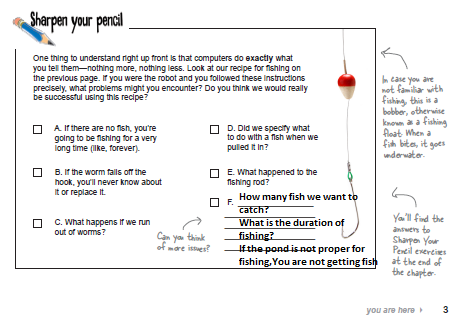 Sharpen your pencil
One thing to understand right up front is that computers do exactly what
you tell them—nothing more, nothing less. Look at our recipe for fishing on
the previous page. If you were the robot and you followed these instructions
precisely, what problems might you encounter? Do you think we would really
be successful using this recipe?
A. If there are no fish, you're
going to be fishing for a very
long time (like, forever).
B. If the worm falls off the
hook, you'll never know about
it or replace it.
C. What happens if we run
out of worms?
Can you think
of more issues?
D. Did we specify what
to do with a fish when we
pulled it in?
E. What happened to the
fishing rod?
F. How many fish we want to
catch?
What is the duration of
fishing?
If the pond is not proper for
fishing,You are not getting fish
In case you are
not familiar with
fishing, this is a
bobber, otherwise
known as a fishing
float. When a
fish bites, it goes
underwater.
You'll find the
answers to
Sharpen Your
Pencil exercises
at the end of
the chapter.
you are here 3